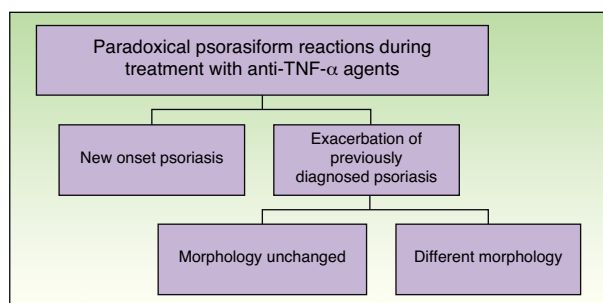 Paradoxical psorasiform reactions during
treatment with anti-TNF-α agents
New onset psoriasis
Exacerbation of
previously
diagnosed psoriasis
Morphology unchanged
Different morphology